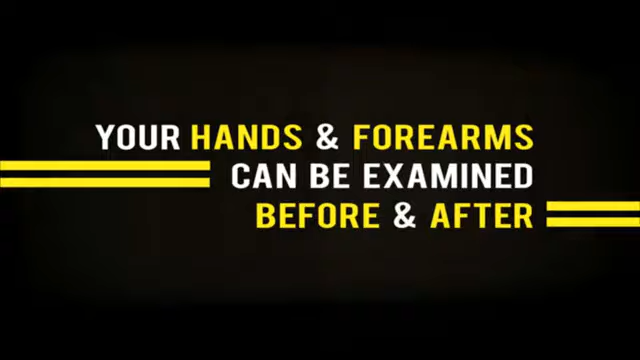 YOUR HANDS & FOREARMS
CAN BE EXAMINED
BEFORE & AFTER